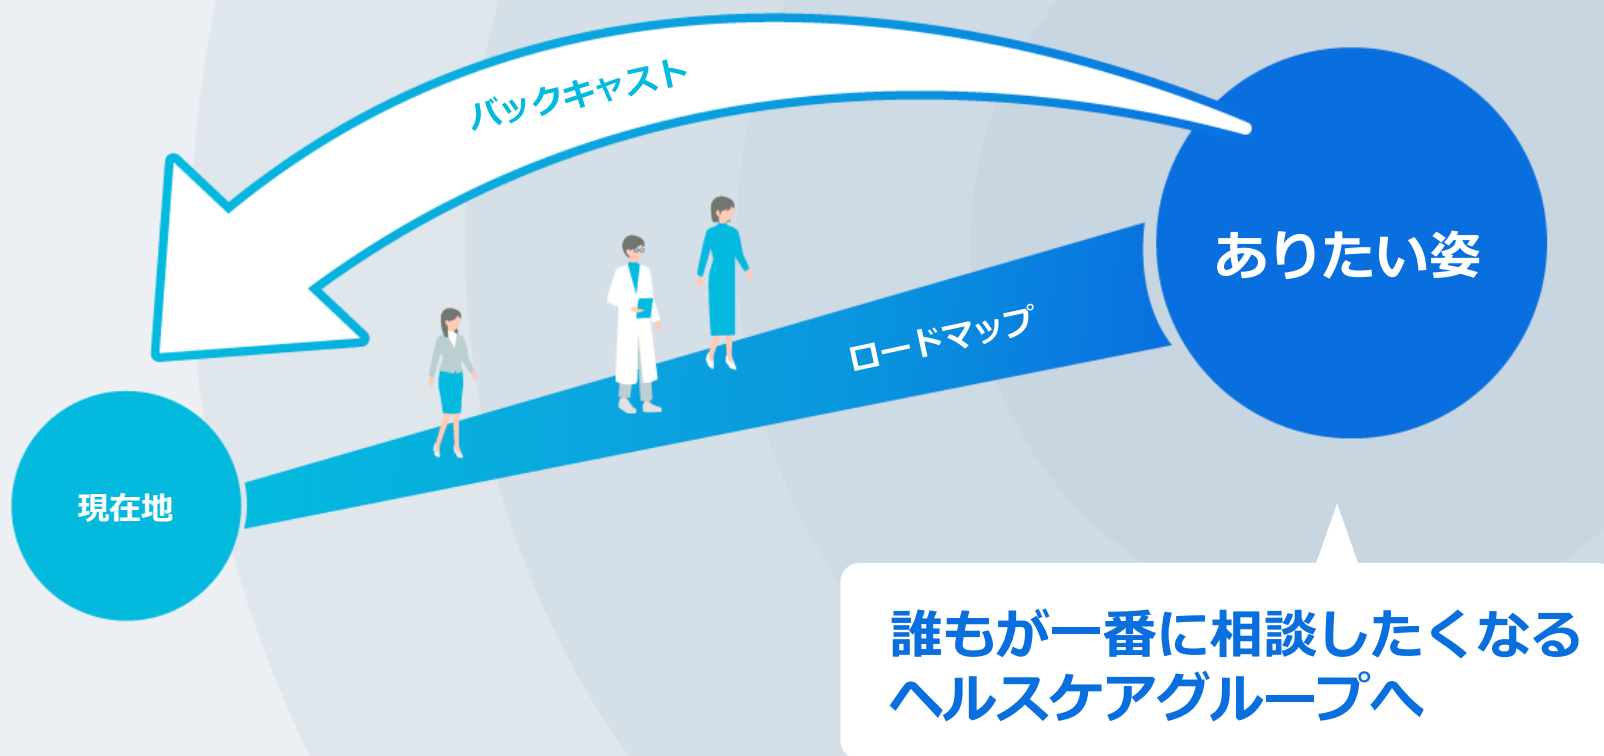 バックキャスト
ありたい姿
ロードマップ
現在地
誰もが一番に相談したくなる
ヘルスケアグループへ